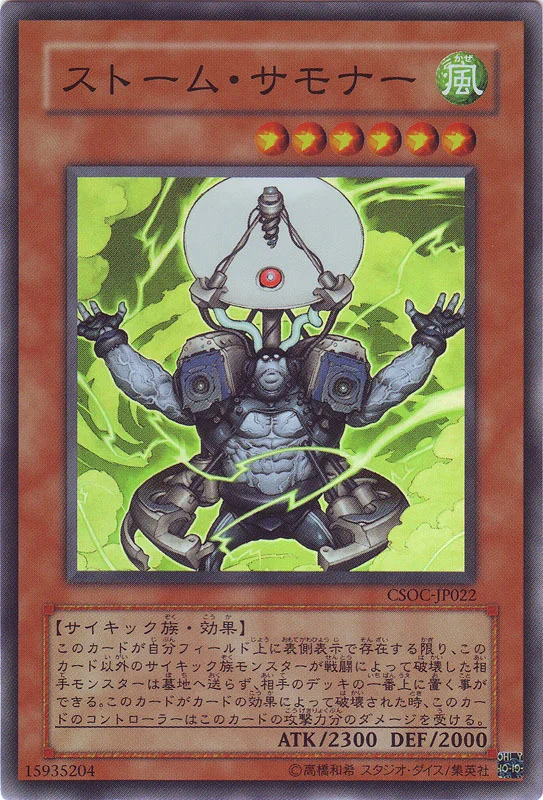 ストーム・サモナー
かぜ
風
CSOC-JP022
【サイキック族・効果】
このカードが自分フィールド上に表側表示で存在する限り、この
カード以外のサイキック族モンスターが戦闘によって破壊した相
手モンスターは墓地へ送らず、相手のデッキの一番上に置く事が
できる。このカードがカードの効果によって破壊された時、このカー
ドのコントローラーはこのカードの攻撃力分のダメージを受ける。
ATK/2300 DEF/2000
15935204
©高橋和希 スタジオ・ダイス/集英社